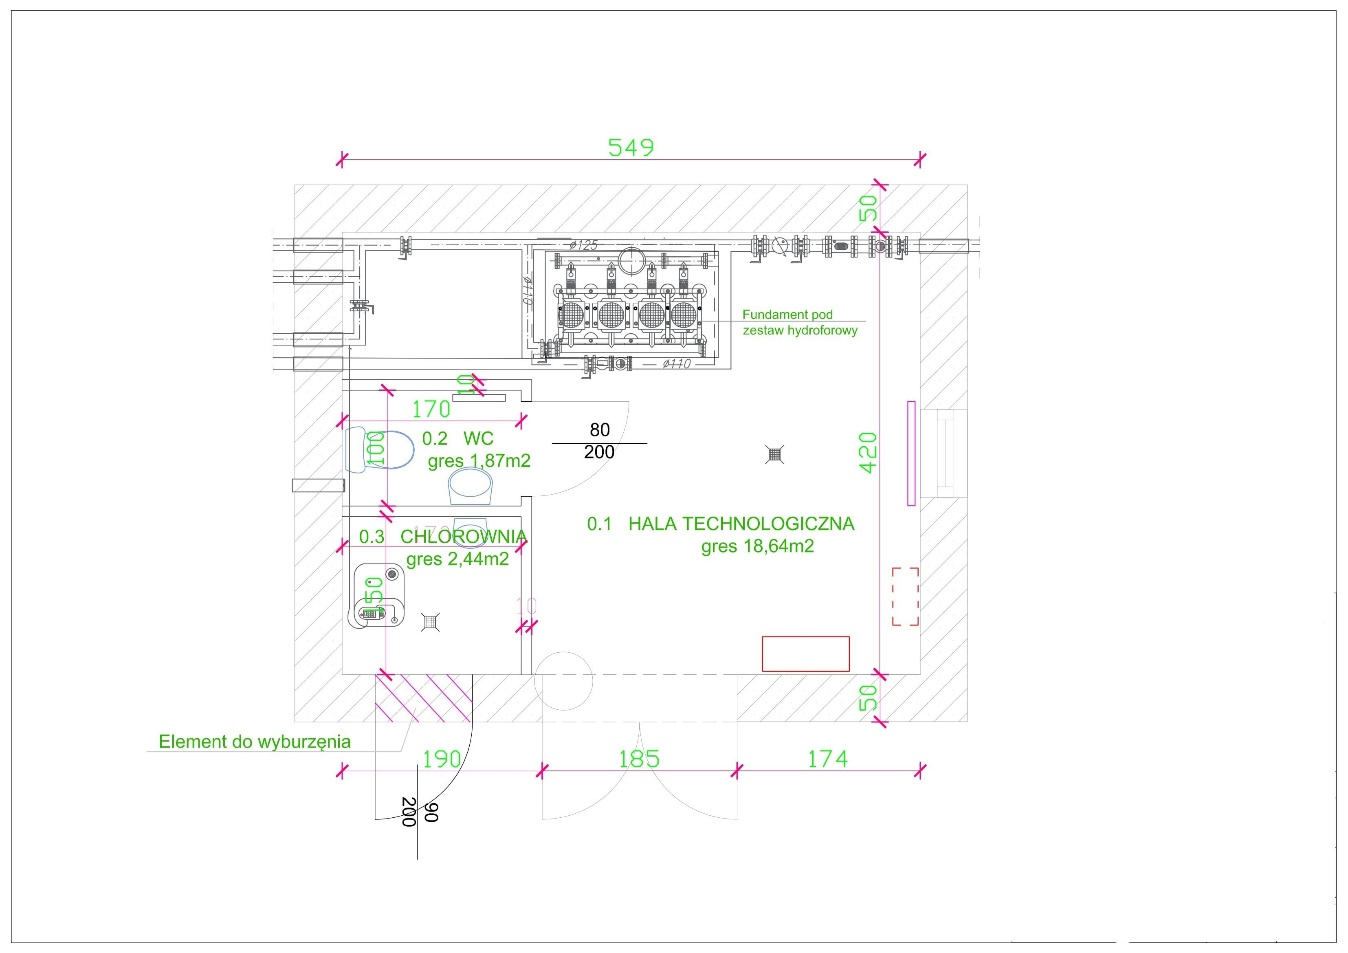 549
50
ø125
ø110
Fundament pod
zestaw hydroforowy
ø110
10
170
0.2 WC
gres 1,87m2
100
80
200
420
0.1 HALA TECHNOLOGICZNA
gres 18,64m2
170
0.3 CHLOROWNIA
gres 2,44m2
150
10
50
Element do wyburzęnia
190
185
174
90
200